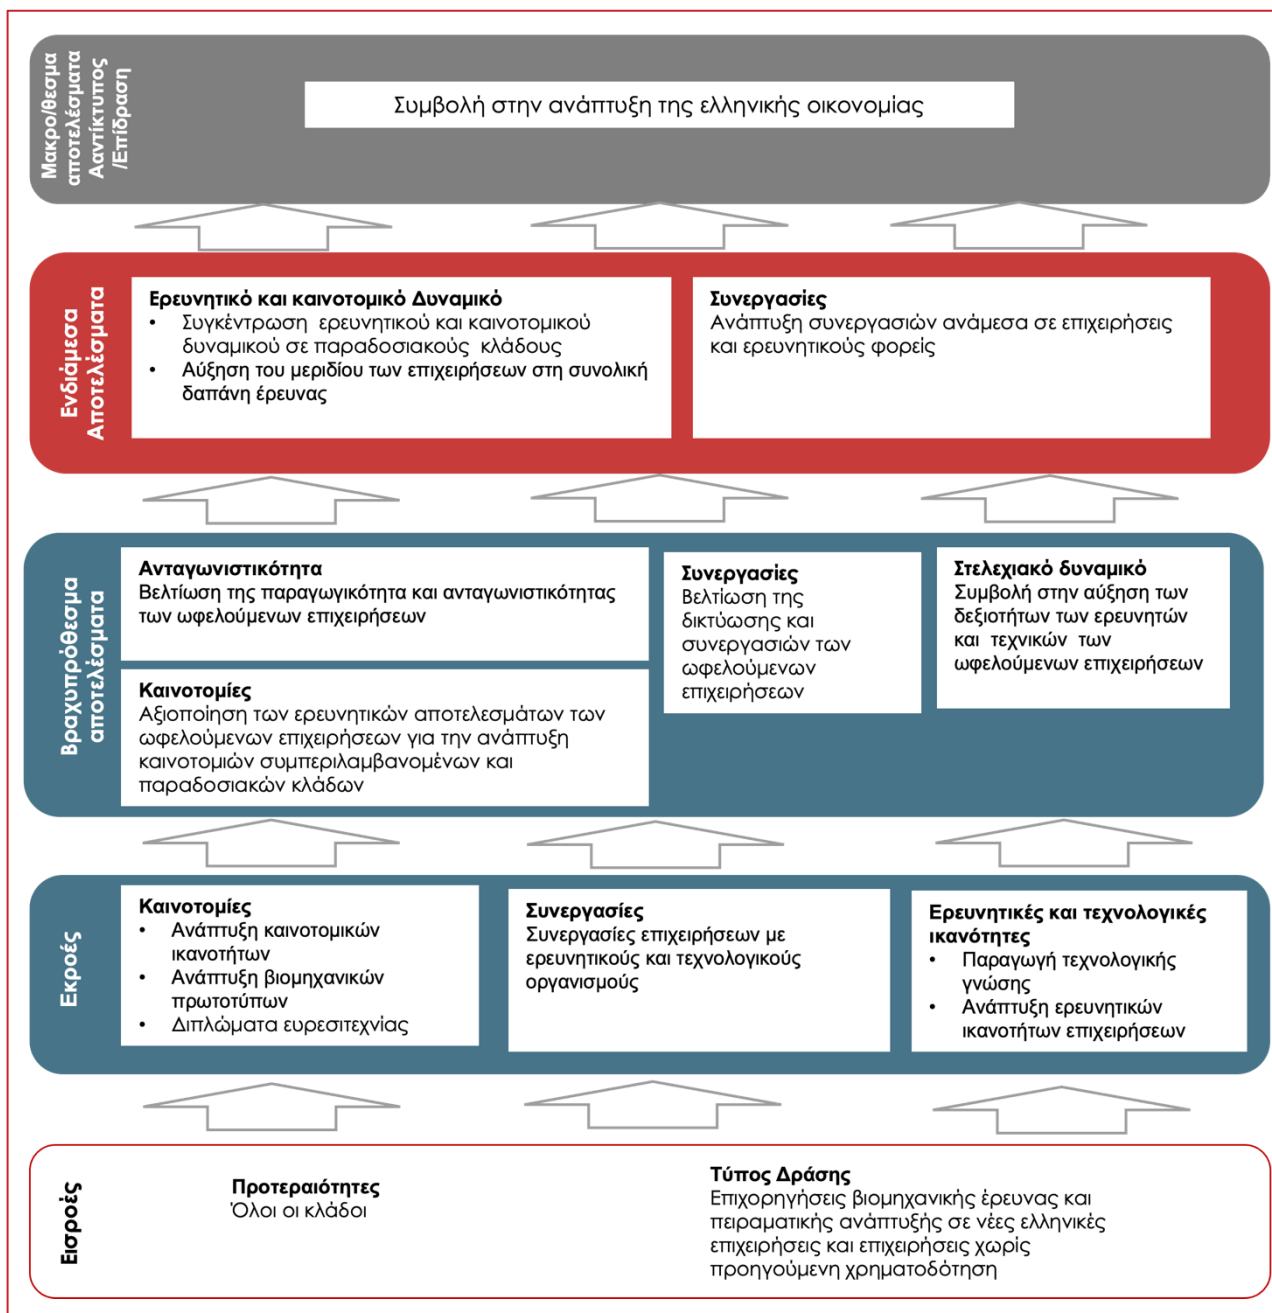 Μακρο/θεσμα
αποτελέσματα
Ααντίκτυπος
/Επίδραση
Συμβολή στην ανάπτυξη της ελληνικής οικονομίας
Ενδιάμεσα
Αποτελέσματα
Ερευνητικό και καινοτομικό Δυναμικό
• Συγκέντρωση ερευνητικού και καινοτομικού
δυναμικού σε παραδοσιακούς κλάδους
• Αύξηση του μεριδίου των επιχειρήσεων στη συνολική
δαπάνη έρευνας
Συνεργασίες
Ανάπτυξη συνεργασιών ανάμεσα σε επιχειρήσεις
και ερευνητικούς φορείς
Βραχυπρόθεσμα
αποτελέσματα
Ανταγωνιστικότητα
Βελτίωση της παραγωγικότητα και ανταγωνιστικότητας
των ωφελούμενων επιχειρήσεων
Καινοτομίες
Αξιοποίηση των ερευνητικών αποτελεσμάτων των
ωφελούμενων επιχειρήσεων για την ανάπτυξη
καινοτομιών συμπεριλαμβανομένων και
παραδοσιακών κλάδων
Συνεργασίες
Βελτίωση της
δικτύωσης και
συνεργασιών των
ωφελούμενων
επιχειρήσεων
Στελεχιακό δυναμικό
Συμβολή στην αύξηση των
δεξιοτήτων των ερευνητών
και τεχνικών των
ωφελούμενων επιχειρήσεων
Εκροές
Καινοτομίες
• Ανάπτυξη καινοτομικών
ικανοτήτων
• Ανάπτυξη βιομηχανικών
πρωτοτύπων
• Διπλώματα ευρεσιτεχνίας
Συνεργασίες
Συνεργασίες επιχειρήσεων με
ερευνητικούς και τεχνολογικούς
οργανισμούς
Ερευνητικές και τεχνολογικές
ικανότητες
• Παραγωγή τεχνολογικής
γνώσης
• Ανάπτυξη ερευνητικών
ικανοτήτων επιχειρήσεων
Εισροές
Προτεραιότητες
Όλοι οι κλάδοι
Τύπος Δράσης
Επιχορηγήσεις βιομηχανικής έρευνας και
πειραματικής ανάπτυξής σε νέες ελληνικές
επιχειρήσεις και επιχειρήσεις χωρίς
προηγούμενη χρηματοδότηση